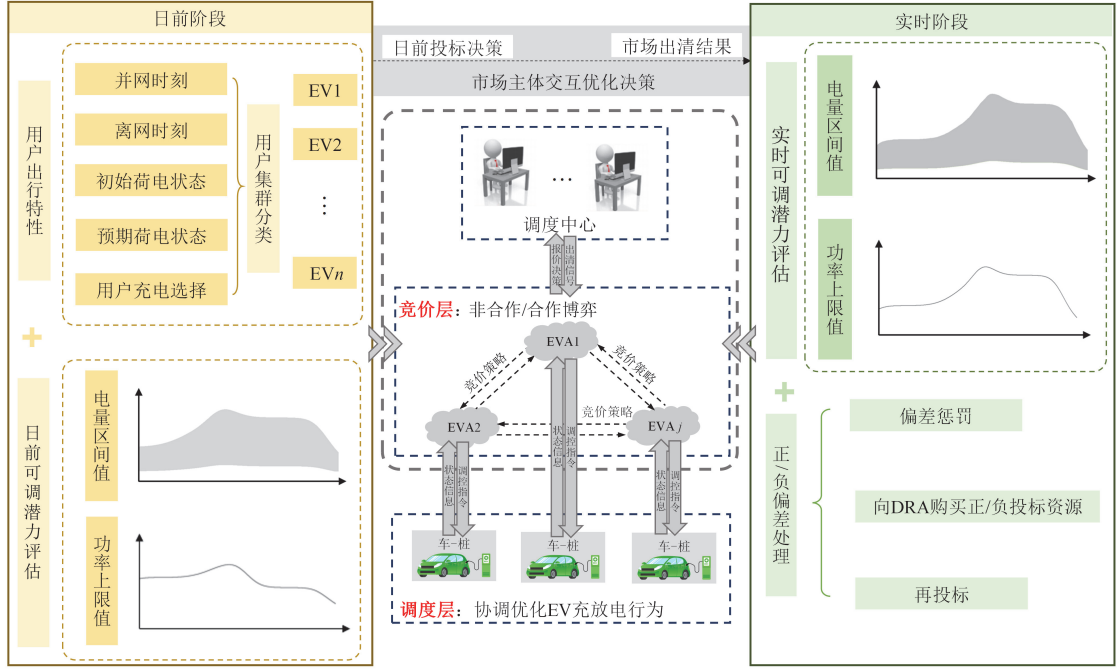 日前阶段
用户出行特性
并网时刻
离网时刻
初始荷电状态
预期荷电状态
用户充电选择
用户集群分类
EV1
EV2
⋮
EVn
+
日前可调潜力评估
电量区间值
功率上限值
日前投标决策
市场出清结果
市场主体交互优化决策
…
调度中心
报价决策
出清信号
竞价层：非合作/合作博弈
EVA1
竞价策略
竞价策略
竞价策略
EVA2
EVAj
状态信息
调控指令
状态信息
调控指令
状态信息
调控指令
车-桩
车-桩
车-桩
调度层：协调优化EV充放电行为
实时阶段
实时可调潜力评估
电量区间值
功率上限值
+
正/负偏差处理
偏差惩罚
向DRA购买正/负投标资源
再投标